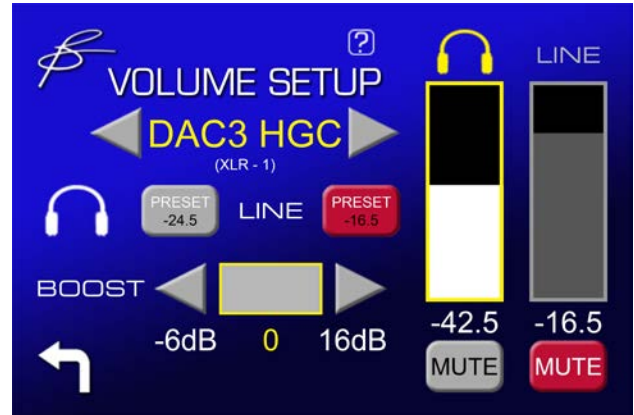 ?
VOLUME SETUP
DAC3 HGC
(XLR - 1)
PRESET
-24.5
LINE
PRESET
-16.5
BOOST
-6dB 0 16dB
LINE
-42.5 -16.5
MUTE MUTE